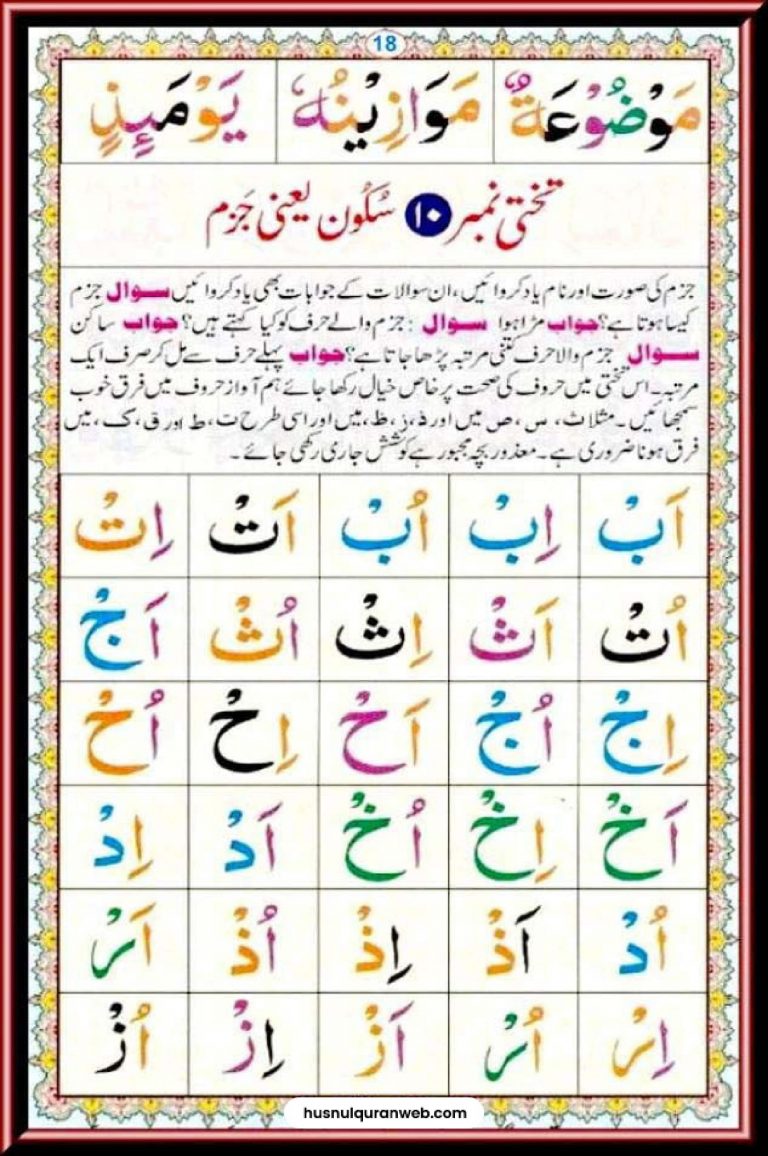 18
مَوْضُوْعَةٌ مَوَازِيْنُهٗ يَوْمَئِذٍ
تختی نمبر ۱۰ سُکُون یعنی جَزم
جزم کی صورت اور نام یاد کروائیں، ان سوالات کے جوابات بھی یاد کروائیں سوال جزم
کیسا ہوتا ہے؟ جواب مڑا ہوا سوال : جزم والے حرف کو کیا کہتے ہیں؟ جواب ساکن
سوال جزم والا حرف کتنی مرتبہ پڑھا جاتا ہے؟ جواب پہلے حرف سے مل کر صرف ایک
مرتبہ۔ اس تختی میں حروف کی صحت پر خاص خیال رکھا جائے ہم آواز حروف میں فرق خوب
سمجھائیں۔ مثلا ث، س، ص میں اور ذ، ز، ظ، میں اور اسی طرح ت، ط اور ق، ک، میں
فرق ہونا ضروری ہے۔ معذور بچہ مجبور ہے کوشش جاری رکھی جائے۔
اَبْ اِبْ اُبْ اَتْ اِتْ
اُتْ اَثْ اِثْ اُثْ اَجْ
اِجْ اُجْ اَحْ اِحْ اُحْ
اَخْ اِخْ اُخْ اَدْ اِدْ
اُدْ اَذْ اِذْ اُذْ اَرْ
اِرْ اُرْ اَزْ اِزْ اُزْ
husnulquranweb.com